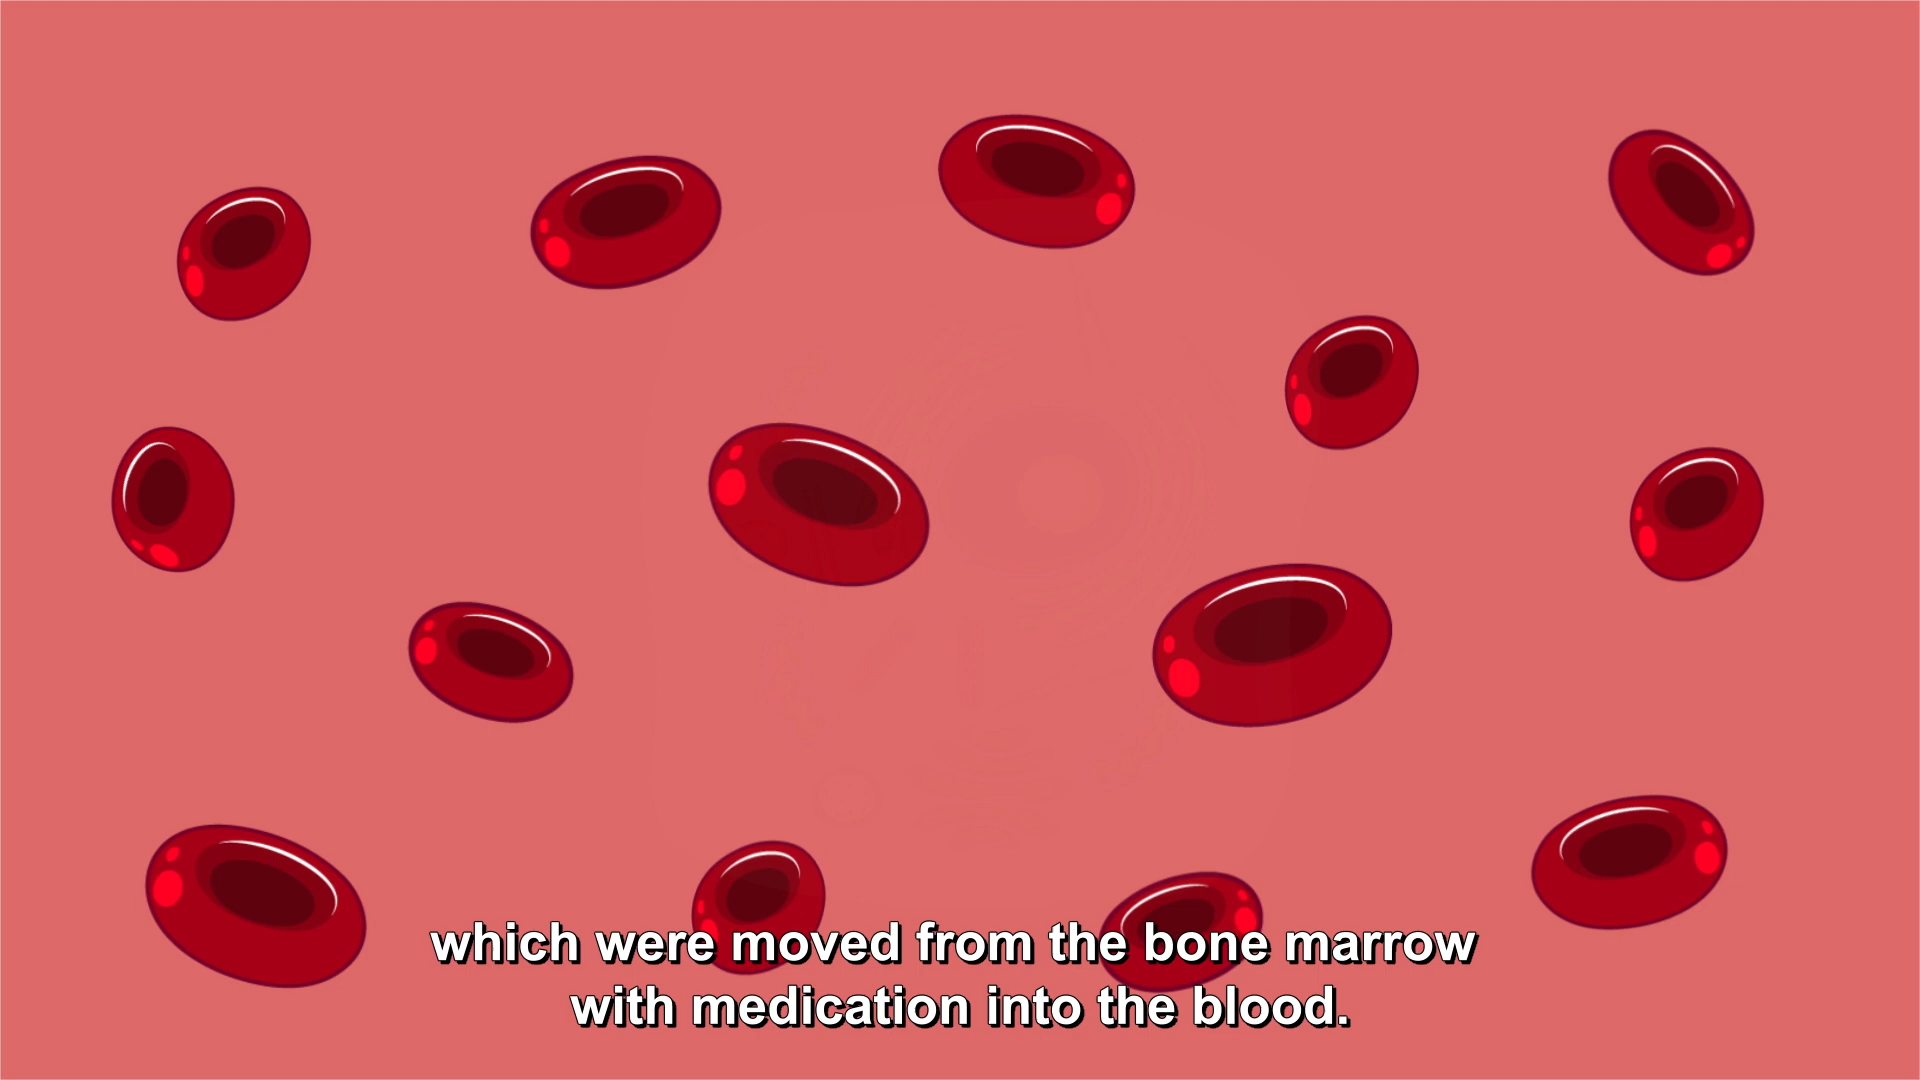 which were moved from the bone marrow
with medication into the blood.